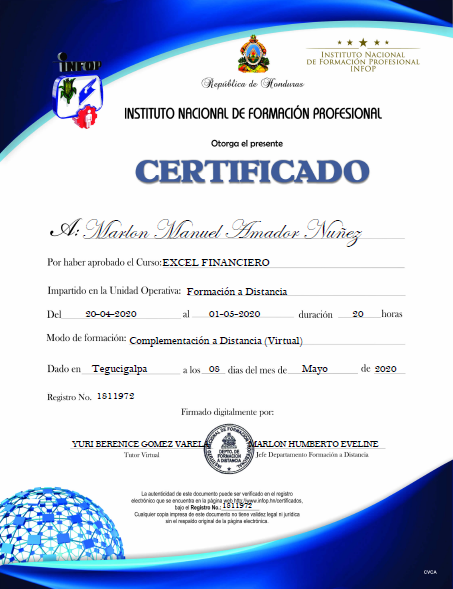 INFOP
★ ★ ★ ★ ★
INSTITUTO NACIONAL
DE FORMACIÓN PROFESIONAL
INFOP
República de Honduras
INSTITUTO NACIONAL DE FORMACIÓN PROFESIONAL
Otorga el presente
CERTIFICADO
A: Marlon Manuel Amador Nuñez
Por haber aprobado el Curso: EXCEL FINANCIERO
Impartido en la Unidad Operativa: Formación a Distancia
Del 20-04-2020 al 01-05-2020 duración 20 horas
Modo de formación: Complementación a Distancia (Virtual)
Dado en Tegucigalpa a los 08 dias del mes de Mayo de 2020
Registro No. 1811972
Firmado digitalmente por:
YURI BERENICE GOMEZ VARELA MARLON HUMBERTO EVELINE
Tutor Virtual Jefe Departamento Formación a Distancia
DEPTO. DE
FORMACIÓN
A DISTANCIA
La autenticidad de este documento puede ser verificado en el registro
electrónico que se encuentra en la página web http://www.infop.hn/certificados,
bajo el Registro No.: 1811972
Cualquier copia impresa de este documento no tiene validez legal ni jurídica
sin el respaldo original de la página electrónica.
CVCA